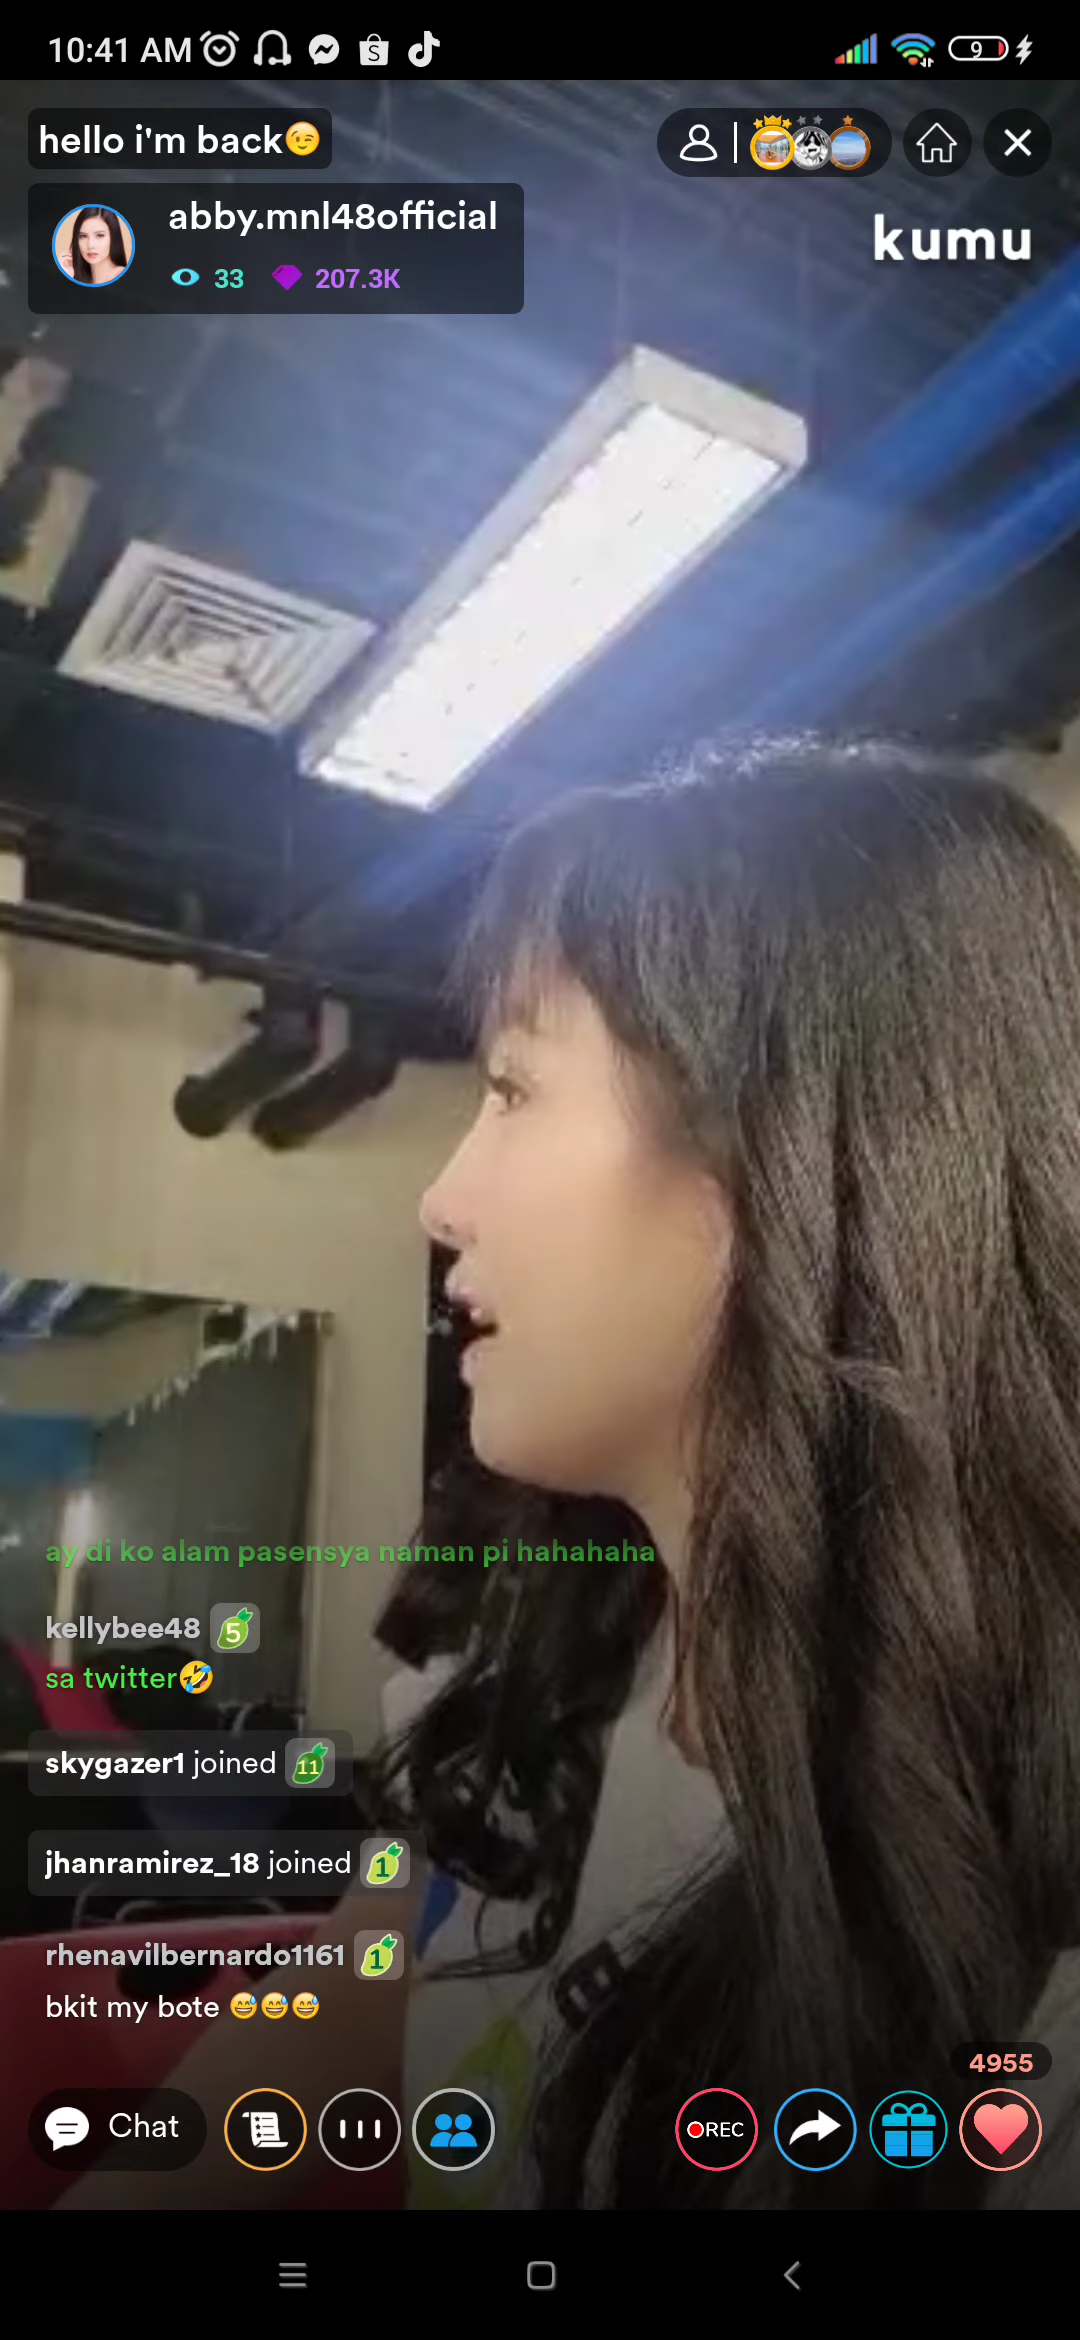 10:41 AM
9
hello i'm back😉
abby.mnl48official
33 207.3K
kumu
ay di ko alam pasensya naman pi hahahaha
kellybee48 5
sa twitter🤣
skygazer1 joined 11
jhanramirez_18 joined 1
rhenavilbernardo1161 1
bkit my bote 😅😅😅
4955
Chat
REC